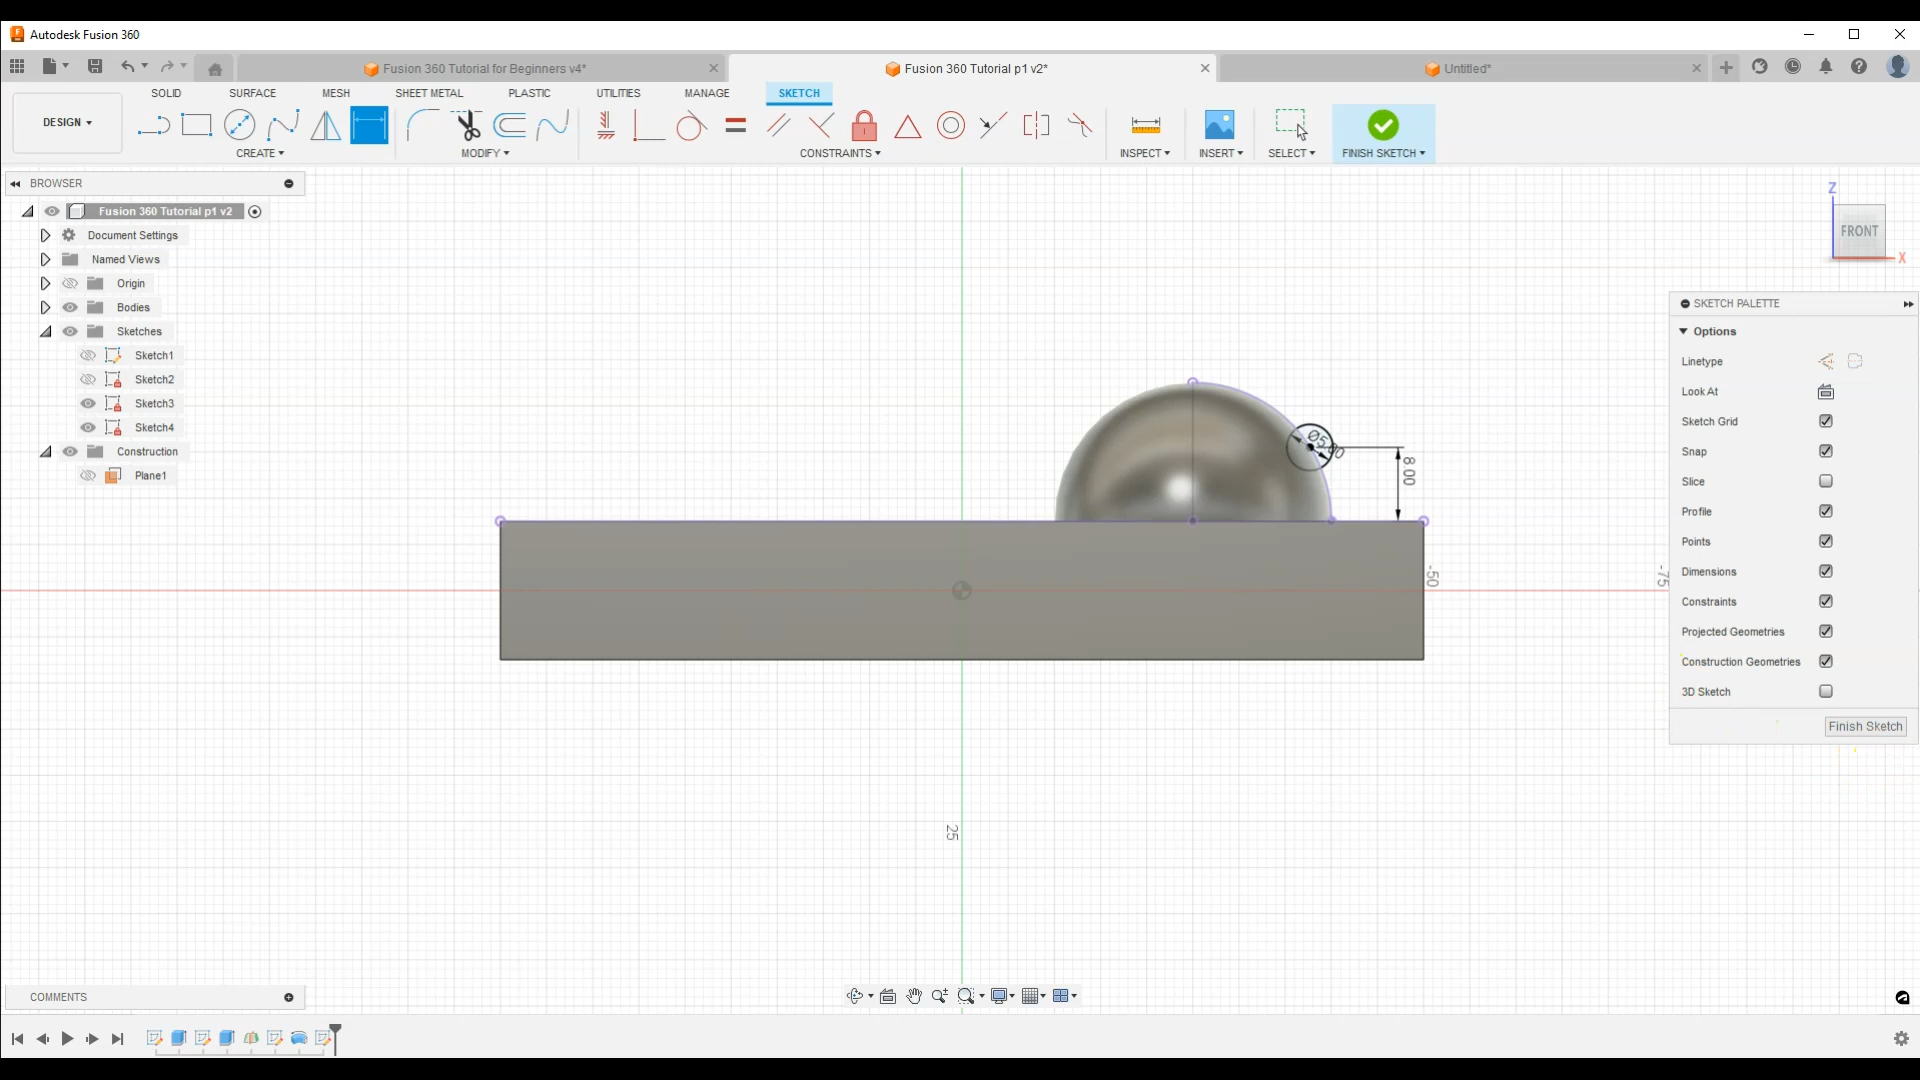 Autodesk Fusion 360
Fusion 360 Tutorial for Beginners v4*
Fusion 360 Tutorial p1 v2*
Untitled*
DESIGN
SOLID
SURFACE
MESH
SHEET METAL
PLASTIC
UTILITIES
MANAGE
SKETCH
CREATE
MODIFY
CONSTRAINTS
INSPECT
INSERT
SELECT
FINISH SKETCH
BROWSER
Fusion 360 Tutorial p1 v2
Document Settings
Named Views
Origin
Bodies
Sketches
Sketch1
Sketch2
Sketch3
Sketch4
Construction
Plane1
Z
FRONT
X
Ø5.00
8.00
-50
-75
25
SKETCH PALETTE
Options
Linetype
Look At
Sketch Grid
Snap
Slice
Profile
Points
Dimensions
Constraints
Projected Geometries
Construction Geometries
3D Sketch
Finish Sketch
COMMENTS